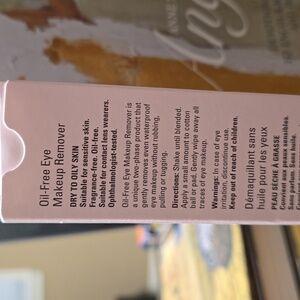 Oil-Free Eye
Makeup Remover
DRY TO OILY SKIN
Suitable for sensitive skin.
Fragrance-free. Oil-free.
Suitable for contact lens wearers.
Ophthalmologist-tested.
Oil-Free Eye Makeup Remover is
a unique two-phase product that
gently removes even waterproof
eye makeup without rubbing,
pulling or tugging.
Directions: Shake until blended.
Apply a small amount to cotton
ball or pad. Gently wipe away all
traces of eye makeup.
Warnings: In case of eye
irritation, discontinue use.
Keep out of reach of children.
Démaquillant sans
huile pour les yeux
PEAU SÈCHE À GRASSE
Convient aux peaux sensibles.
Sans parfum. Sans huile.